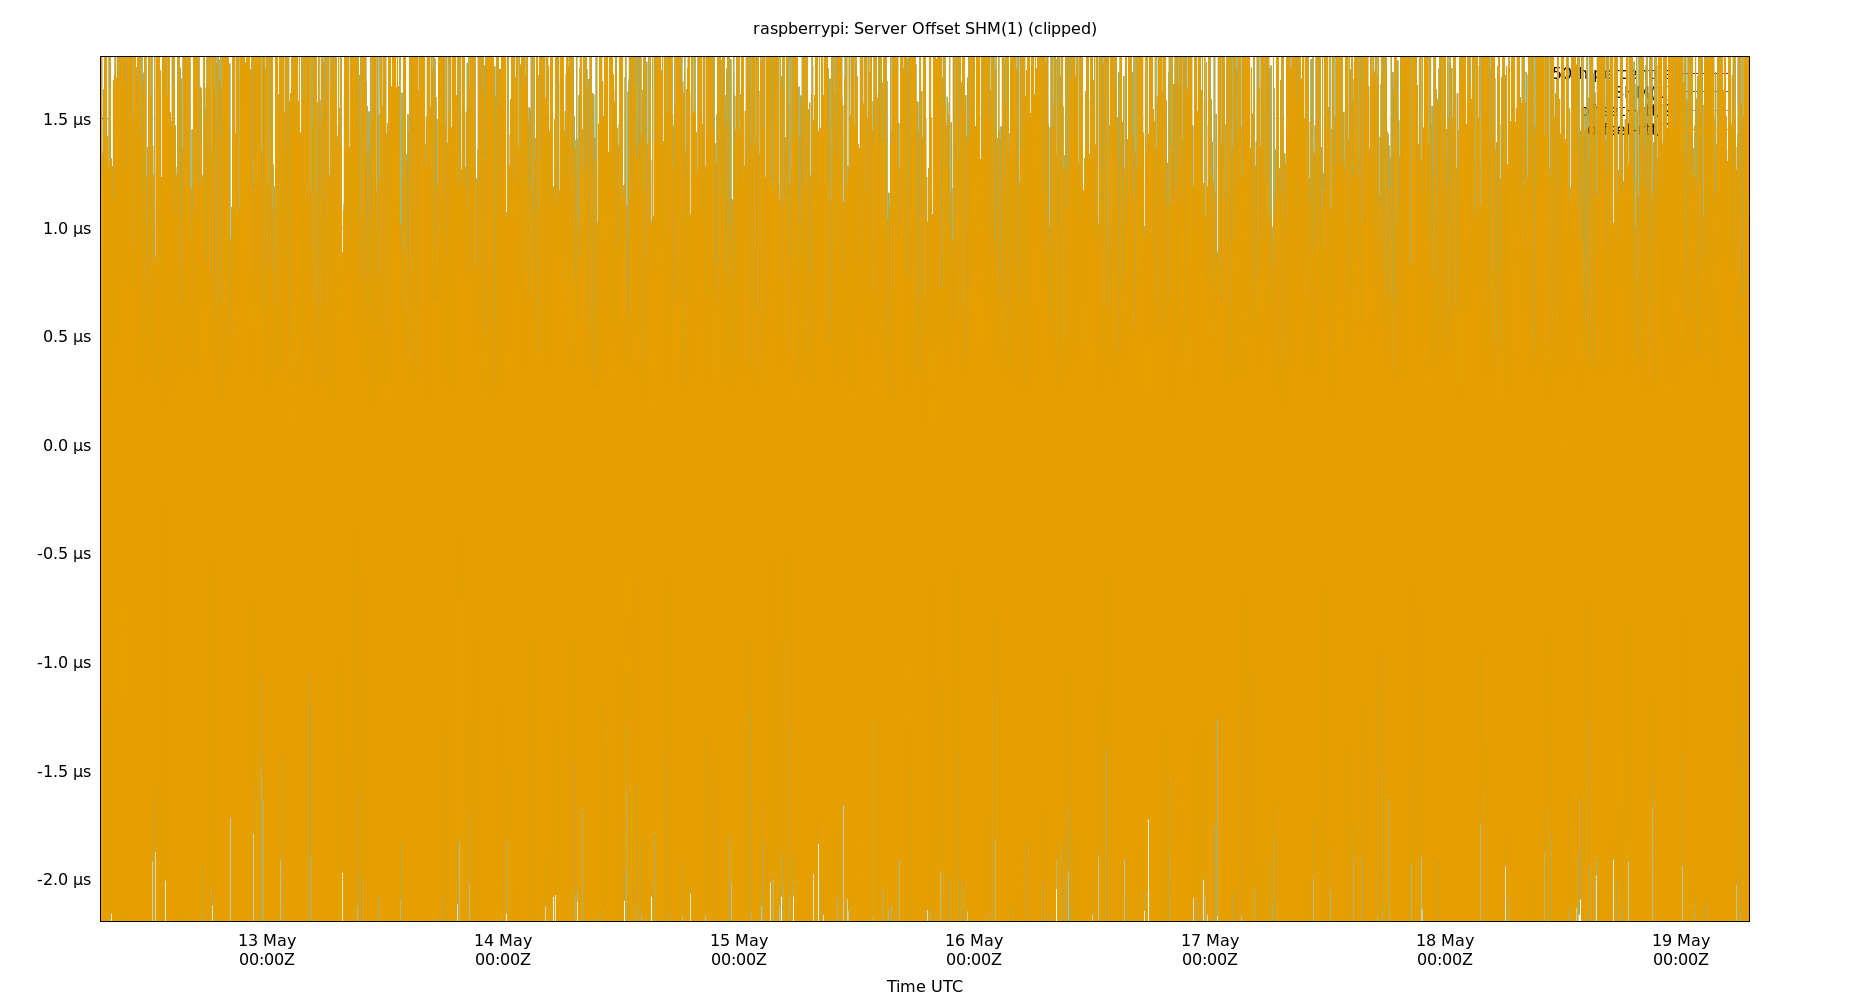 raspberrypi: Server Offset SHM(1) (clipped)
1.5 µs
1.0 µs
0.5 µs
0.0 µs
-0.5 µs
-1.0 µs
-1.5 µs
-2.0 µs
13 May
00:00Z
14 May
00:00Z
15 May
00:00Z
16 May
00:00Z
17 May
00:00Z
18 May
00:00Z
19 May
00:00Z
Time UTC